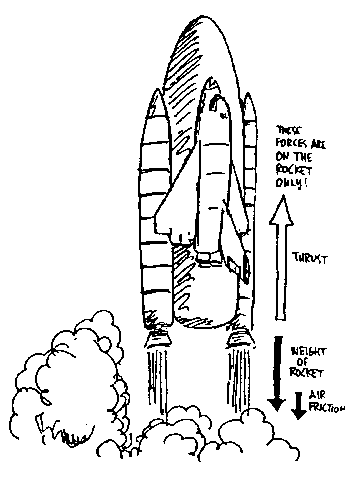 THESE
FORCES ARE
ON THE
ROCKET
ONLY!
THRUST
WEIGHT
OF
ROCKET
AIR
FRICTION